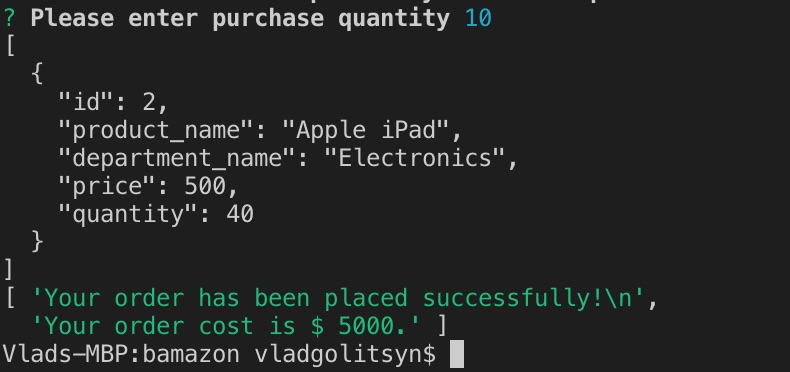 ? Please enter purchase quantity 10
[
  {
    "id": 2,
    "product_name": "Apple iPad",
    "department_name": "Electronics",
    "price": 500,
    "quantity": 40
  }
]
[ 'Your order has been placed successfully!\n',
  'Your order cost is $ 5000.' ]
Vlads-MBP:bamazon vladgolitsyn$